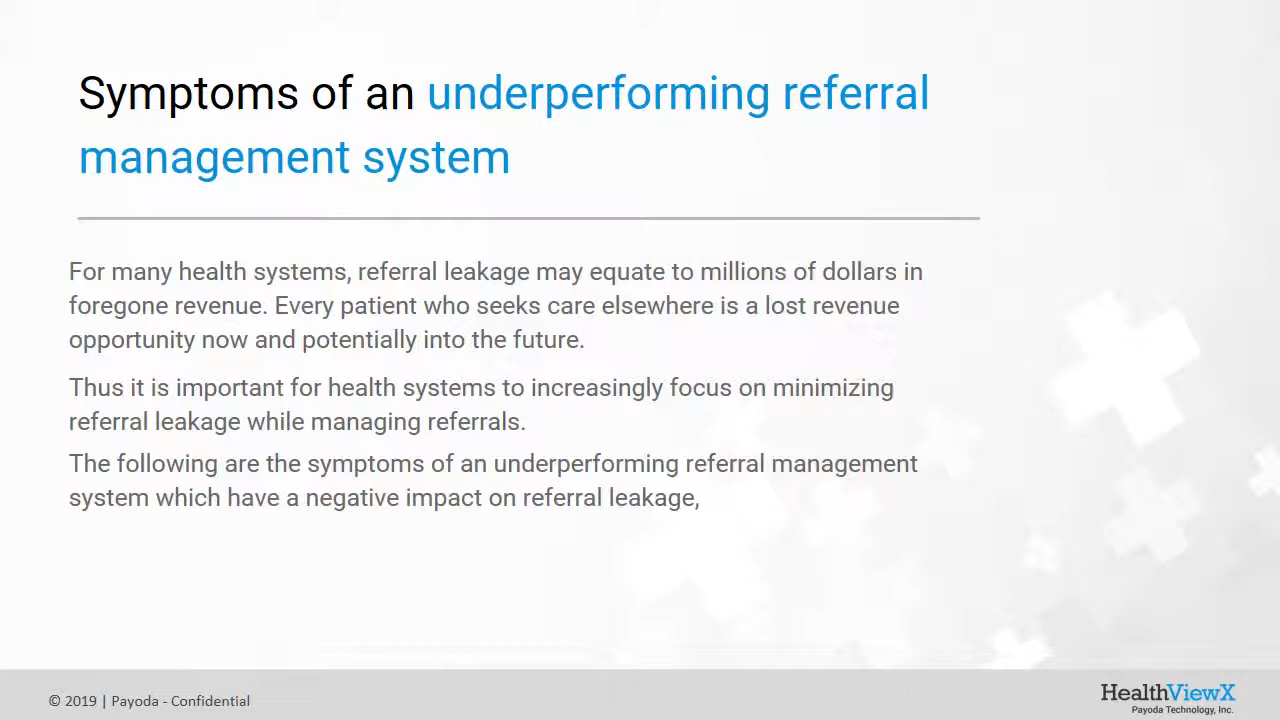 Symptoms of an underperforming referral
management system
For many health systems, referral leakage may equate to millions of dollars in
foregone revenue. Every patient who seeks care elsewhere is a lost revenue
opportunity now and potentially into the future.
Thus it is important for health systems to increasingly focus on minimizing
referral leakage while managing referrals.
The following are the symptoms of an underperforming referral management
system which have a negative impact on referral leakage,
© 2019 | Payoda - Confidential
HealthViewX
Payoda Technology, Inc.